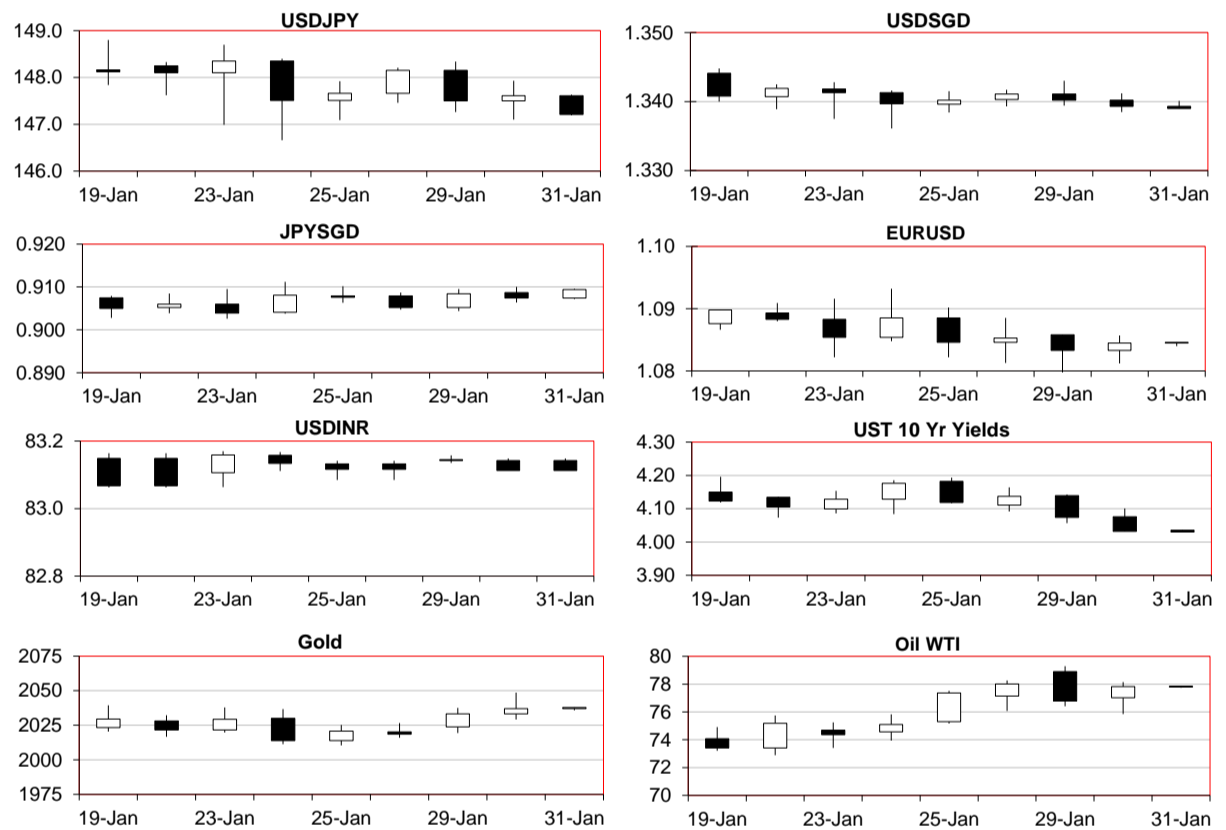 USDJPY
149.0
148.0
147.0
146.0
19-Jan 23-Jan 25-Jan 29-Jan 31-Jan
USDSGD
1.350
1.340
1.330
19-Jan 23-Jan 25-Jan 29-Jan 31-Jan
JPYSGD
0.920
0.910
0.900
0.890
19-Jan 23-Jan 25-Jan 29-Jan 31-Jan
EURUSD
1.10
1.09
1.08
19-Jan 23-Jan 25-Jan 29-Jan 31-Jan
USDINR
83.2
83.0
82.8
19-Jan 23-Jan 25-Jan 29-Jan 31-Jan
UST 10 Yr Yields
4.30
4.20
4.10
4.00
3.90
19-Jan 23-Jan 25-Jan 29-Jan 31-Jan
Gold
2075
2050
2025
2000
1975
19-Jan 23-Jan 25-Jan 29-Jan 31-Jan
Oil WTI
80
78
76
74
72
70
19-Jan 23-Jan 25-Jan 29-Jan 31-Jan